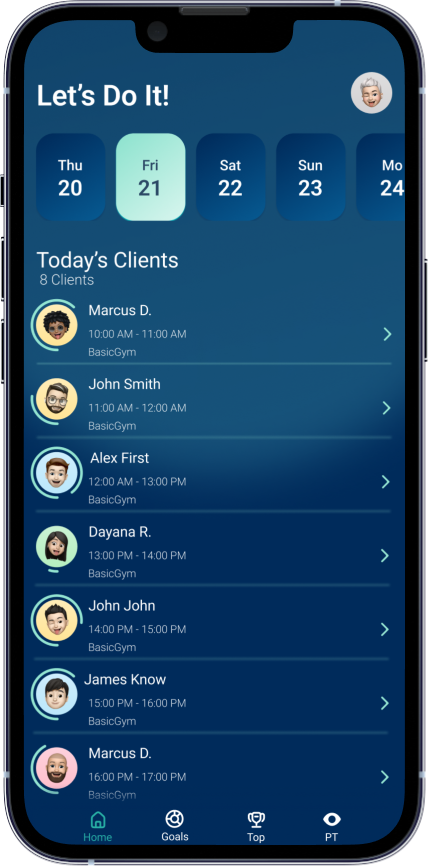 Let's Do It!
Thu Fri Sat Sun Mo
20 21 22 23 24
Today's Clients
8 Clients
Marcus D.
10:00 AM - 11:00 AM
BasicGym
John Smith
11:00 AM - 12:00 AM
BasicGym
Alex First
12:00 AM - 13:00 PM
BasicGym
Dayana R.
13:00 PM - 14:00 PM
BasicGym
John John
14:00 PM - 15:00 PM
BasicGym
James Know
15:00 PM - 16:00 PM
BasicGym
Marcus D.
16:00 PM - 17:00 PM
BasicGym
Home Goals Top PT